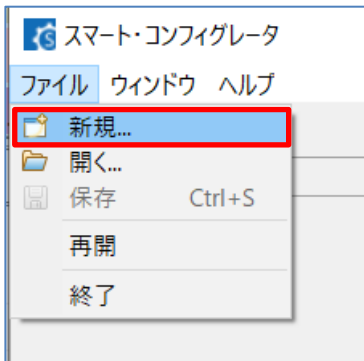 スマート・コンフィグレータ
ファイル ウィンドウ ヘルプ
新規...
開く...
保存 Ctrl+S
再開
終了